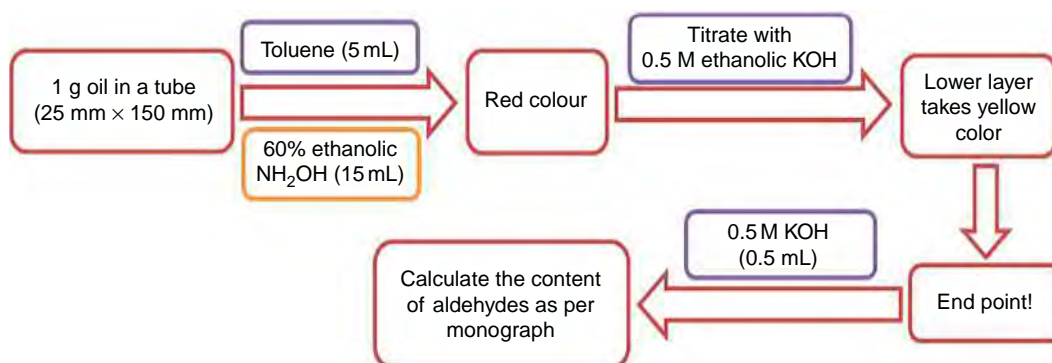 1 g oil in a tube
(25 mm × 150 mm)
Toluene (5 mL)
60% ethanolic
NH₂OH (15 mL)
Red colour
Titrate with
0.5 M ethanolic KOH
Lower layer
takes yellow
color
End point!
0.5 M KOH
(0.5 mL)
Calculate the content
of aldehydes as per
monograph